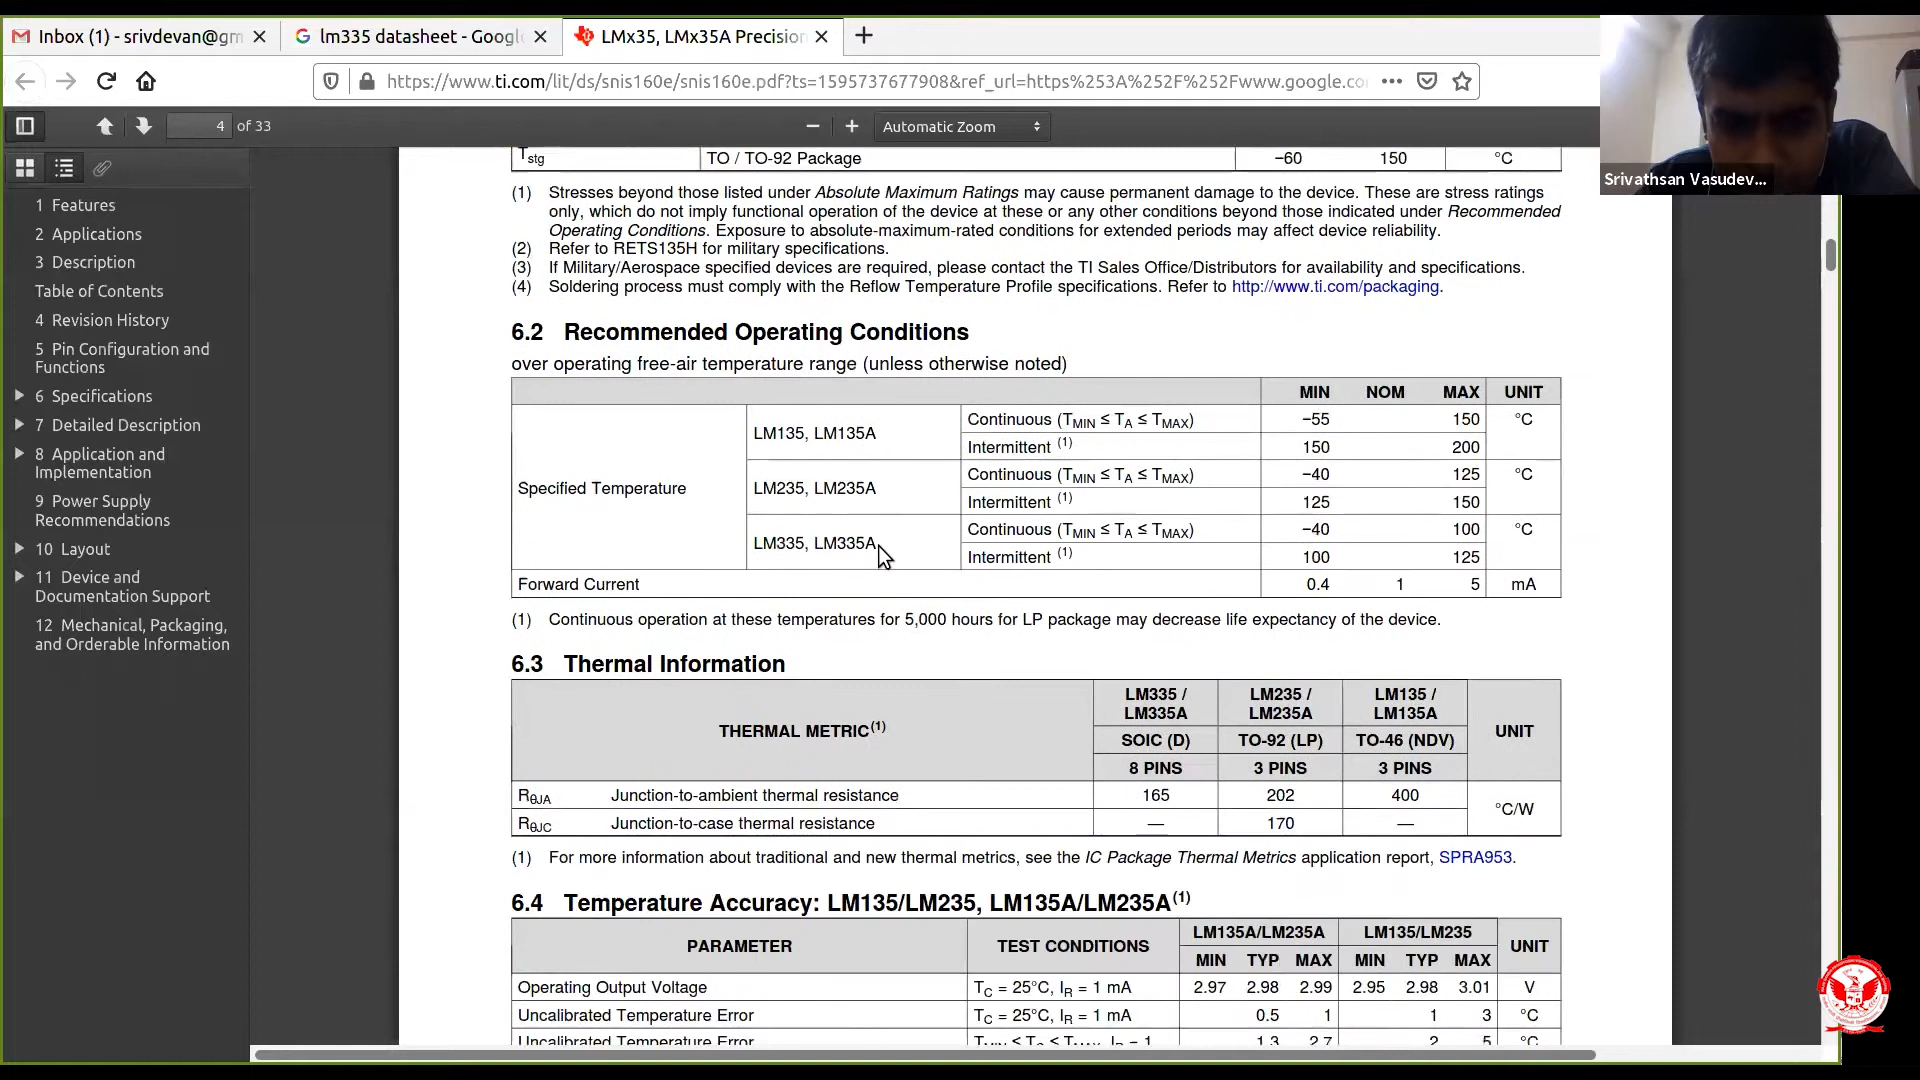 Inbox (1) - srivdevan@gm
lm335 datasheet - Googl
LMx35, LMx35A Precision
https://www.ti.com/lit/ds/snis160e/snis160e.pdf?ts=1595737677908&ref_url=https%253A%252F%252Fwww.google.co
4 of 33
Automatic Zoom
Srivathsan Vasudev...
1 Features
2 Applications
3 Description
Table of Contents
4 Revision History
5 Pin Configuration and
Functions
6 Specifications
7 Detailed Description
8 Application and
Implementation
9 Power Supply
Recommendations
10 Layout
11 Device and
Documentation Support
12 Mechanical, Packaging,
and Orderable Information
Tstg TO / TO-92 Package −60 150 °C
(1) Stresses beyond those listed under Absolute Maximum Ratings may cause permanent damage to the device. These are stress ratings
only, which do not imply functional operation of the device at these or any other conditions beyond those indicated under Recommended
Operating Conditions. Exposure to absolute-maximum-rated conditions for extended periods may affect device reliability.
(2) Refer to RETS135H for military specifications.
(3) If Military/Aerospace specified devices are required, please contact the TI Sales Office/Distributors for availability and specifications.
(4) Soldering process must comply with the Reflow Temperature Profile specifications. Refer to http://www.ti.com/packaging.
6.2 Recommended Operating Conditions
over operating free-air temperature range (unless otherwise noted)
MIN NOM MAX UNIT
Specified Temperature
LM135, LM135A
Continuous (TMIN ≤ TA ≤ TMAX) −55 150 °C
Intermittent (1) 150 200
LM235, LM235A
Continuous (TMIN ≤ TA ≤ TMAX) −40 125 °C
Intermittent (1) 125 150
LM335, LM335A
Continuous (TMIN ≤ TA ≤ TMAX) −40 100 °C
Intermittent (1) 100 125
Forward Current 0.4 1 5 mA
(1) Continuous operation at these temperatures for 5,000 hours for LP package may decrease life expectancy of the device.
6.3 Thermal Information
THERMAL METRIC(1)
LM335 / LM235 / LM135 /
LM335A LM235A LM135A
SOIC (D) TO-92 (LP) TO-46 (NDV)
8 PINS 3 PINS 3 PINS
UNIT
RθJA Junction-to-ambient thermal resistance 165 202 400
°C/W
RθJC Junction-to-case thermal resistance — 170 —
(1) For more information about traditional and new thermal metrics, see the IC Package Thermal Metrics application report, SPRA953.
6.4 Temperature Accuracy: LM135/LM235, LM135A/LM235A(1)
PARAMETER TEST CONDITIONS
LM135A/LM235A LM135/LM235
UNIT
MIN TYP MAX MIN TYP MAX
Operating Output Voltage TC = 25°C, IR = 1 mA 2.97 2.98 2.99 2.95 2.98 3.01 V
Uncalibrated Temperature Error TC = 25°C, IR = 1 mA 0.5 1 1 3 °C
Uncalibrated Temperature Error TMIN ≤ TC ≤ TMAX, IR = 1 1.3 2.7 2 5 °C